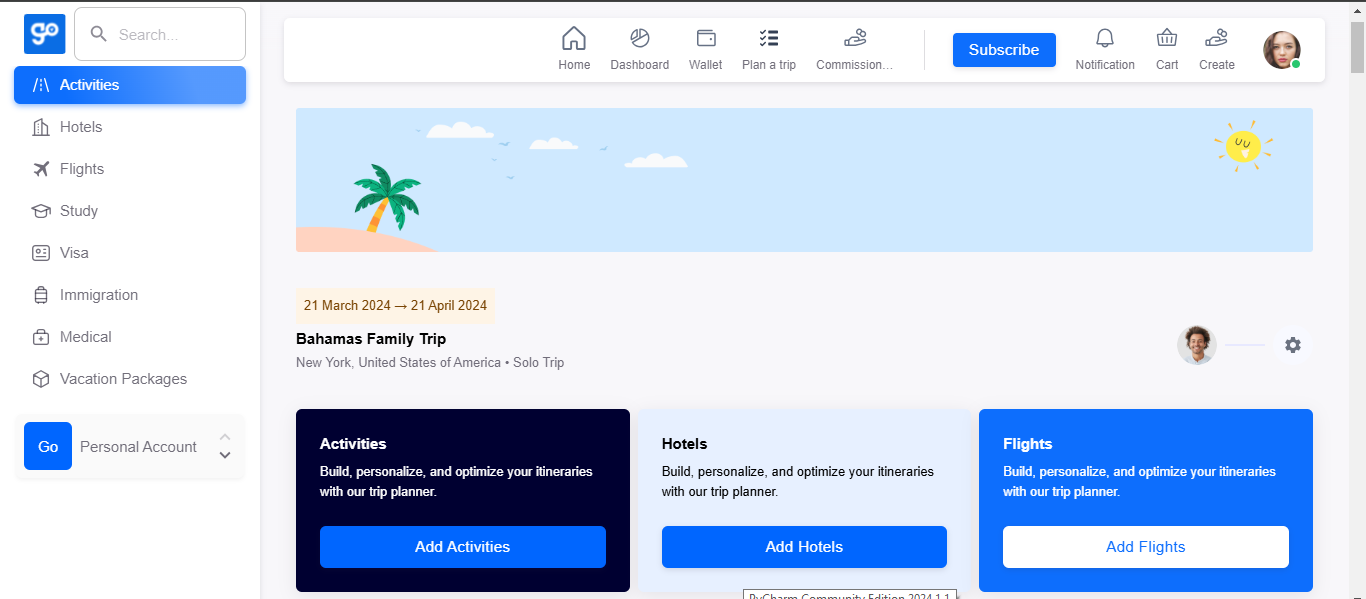 go
Search...
Home
Dashboard
Wallet
Plan a trip
Commission...
Subscribe
Notification
Cart
Create
Activities
Hotels
Flights
Study
Visa
Immigration
Medical
Vacation Packages
Go
Personal Account
21 March 2024 → 21 April 2024
Bahamas Family Trip
New York, United States of America • Solo Trip
Activities
Build, personalize, and optimize your itineraries
with our trip planner.
Add Activities
Hotels
Build, personalize, and optimize your itineraries
with our trip planner.
Add Hotels
Flights
Build, personalize, and optimize your itineraries
with our trip planner.
Add Flights
PyCharm Community Edition 2024.1.1